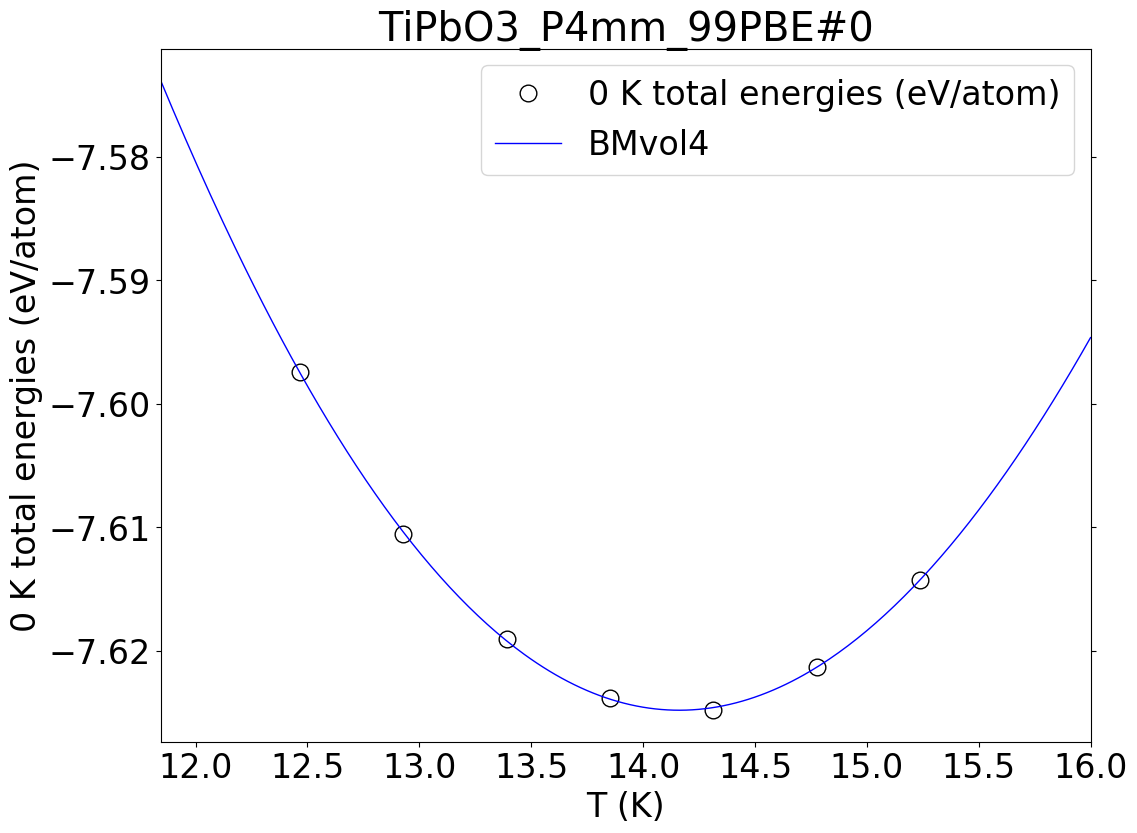 TiPbO3_P4mm_99PBE#0
0 K total energies (eV/atom)
BMvol4
0 K total energies (eV/atom)
−7.58
−7.59
−7.60
−7.61
−7.62
12.0 12.5 13.0 13.5 14.0 14.5 15.0 15.5 16.0
T (K)